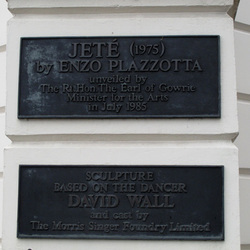 JETÉ (1975)
by ENZO PLAZZOTTA
unveiled by
The Rt.Hon.The Earl of Gowrie
Minister for the Arts
in July 1985
SCULPTURE
BASED ON THE DANCER
DAVID WALL
and cast by
The Morris Singer Foundry Limited